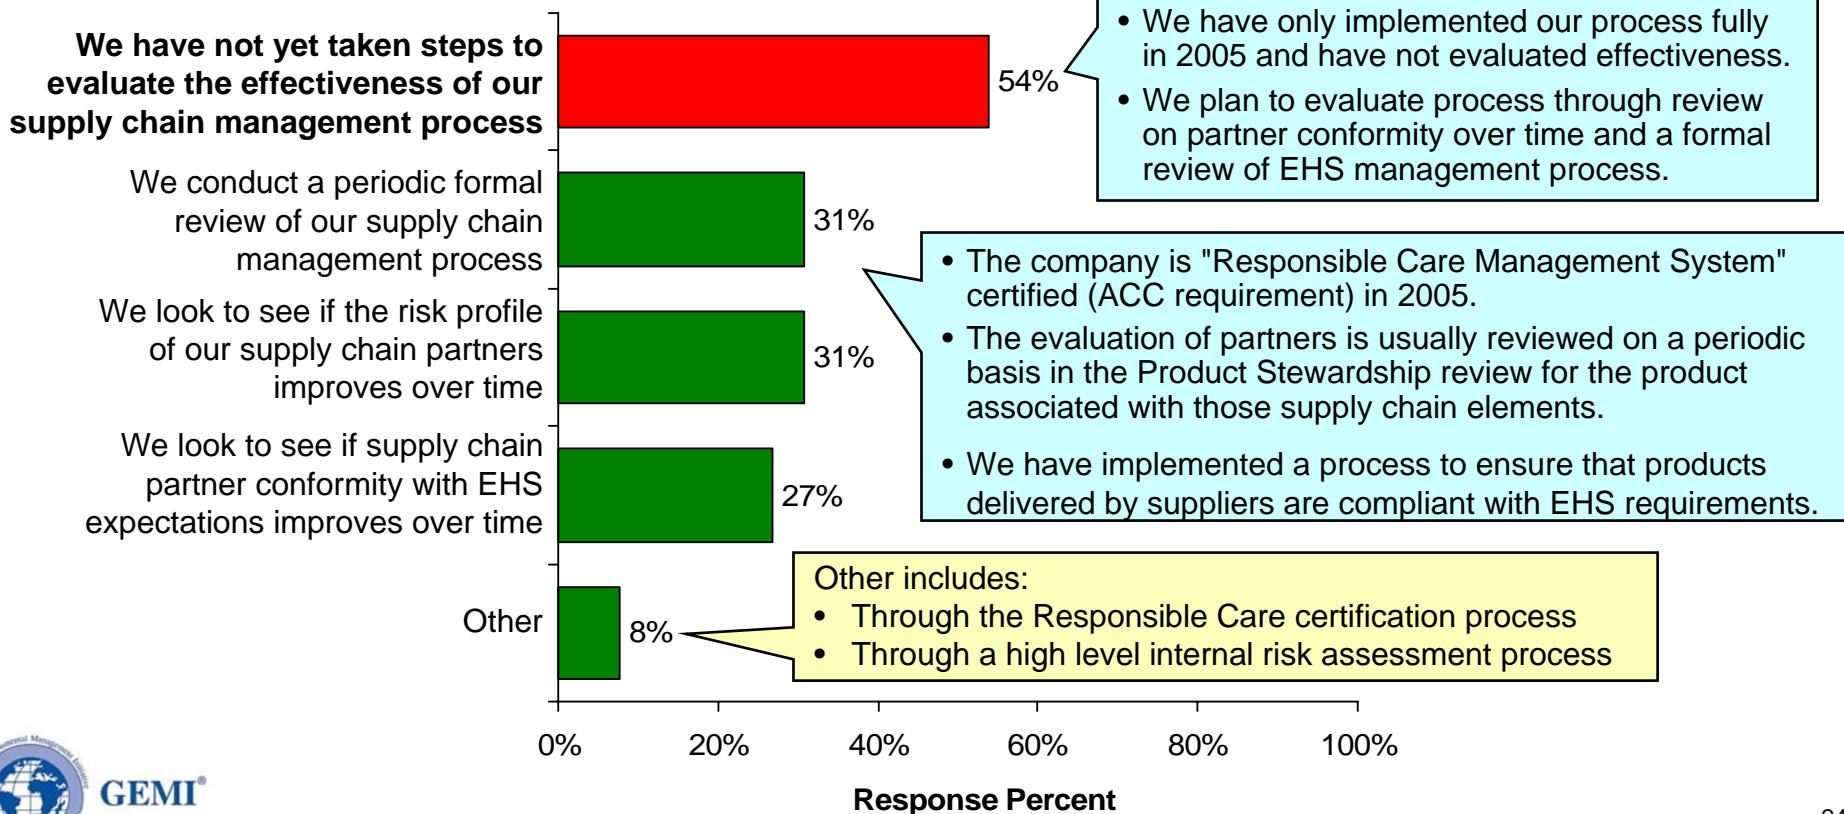 We have not yet taken steps to
evaluate the effectiveness of our
supply chain management process
54%
• We have only implemented our process fully
in 2005 and have not evaluated effectiveness.
• We plan to evaluate process through review
on partner conformity over time and a formal
review of EHS management process.
We conduct a periodic formal
review of our supply chain
management process
31%
We look to see if the risk profile
of our supply chain partners
improves over time
31%
• The company is "Responsible Care Management System"
certified (ACC requirement) in 2005.
• The evaluation of partners is usually reviewed on a periodic
basis in the Product Stewardship review for the product
associated with those supply chain elements.
• We have implemented a process to ensure that products
delivered by suppliers are compliant with EHS requirements.
We look to see if supply chain
partner conformity with EHS
expectations improves over time
27%
Other
8%
Other includes:
• Through the Responsible Care certification process
• Through a high level internal risk assessment process
0% 20% 40% 60% 80% 100%
Response Percent
Management Initiative
GEMI®